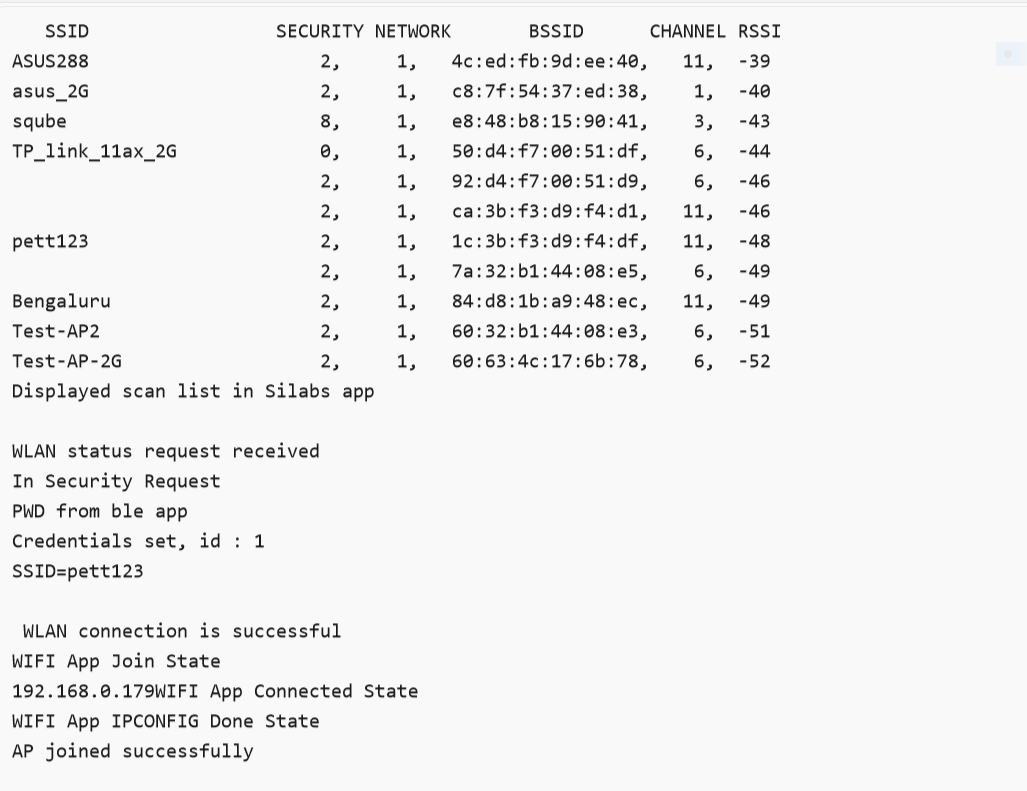 SSID SECURITY NETWORK BSSID CHANNEL RSSI
ASUS288 2, 1, 4c:ed:fb:9d:ee:40, 11, -39
asus_2G 2, 1, c8:7f:54:37:ed:38, 1, -40
sqube 8, 1, e8:48:b8:15:90:41, 3, -43
TP_link_11ax_2G 0, 1, 50:d4:f7:00:51:df, 6, -44
2, 1, 92:d4:f7:00:51:d9, 6, -46
2, 1, ca:3b:f3:d9:f4:d1, 11, -46
pett123 2, 1, 1c:3b:f3:d9:f4:df, 11, -48
2, 1, 7a:32:b1:44:08:e5, 6, -49
Bengaluru 2, 1, 84:d8:1b:a9:48:ec, 11, -49
Test-AP2 2, 1, 60:32:b1:44:08:e3, 6, -51
Test-AP-2G 2, 1, 60:63:4c:17:6b:78, 6, -52
Displayed scan list in Silabs app
WLAN status request received
In Security Request
PWD from ble app
Credentials set, id : 1
SSID=pett123
WLAN connection is successful
WIFI App Join State
192.168.0.179WIFI App Connected State
WIFI App IPCONFIG Done State
AP joined successfully